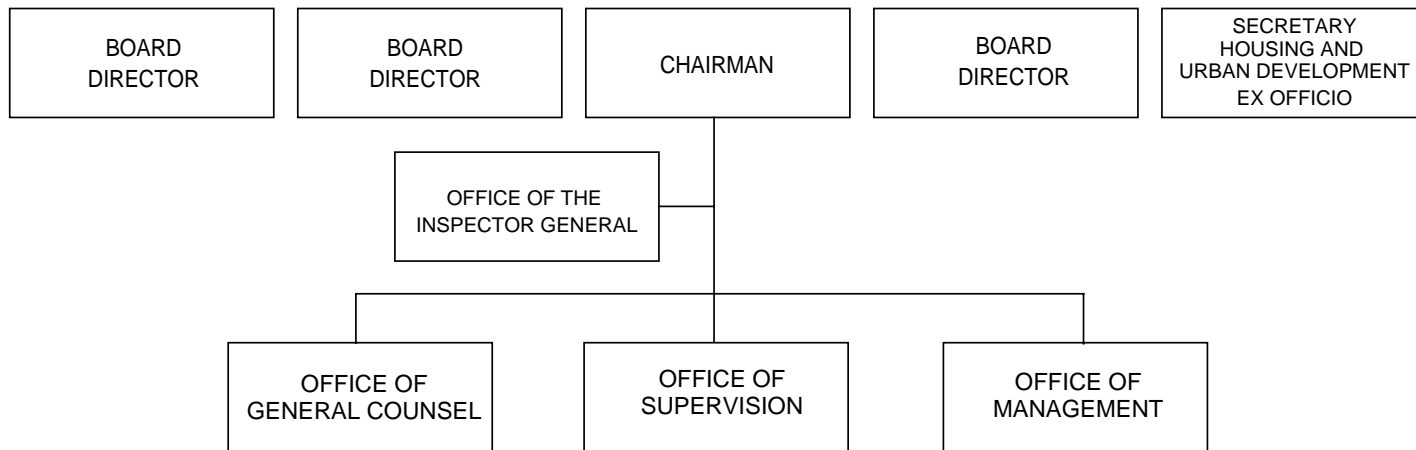 BOARD
DIRECTOR
BOARD
DIRECTOR
CHAIRMAN
BOARD
DIRECTOR
SECRETARY
HOUSING AND
URBAN DEVELOPMENT
EX OFFICIO
OFFICE OF THE
INSPECTOR GENERAL
OFFICE OF
GENERAL COUNSEL
OFFICE OF
SUPERVISION
OFFICE OF
MANAGEMENT